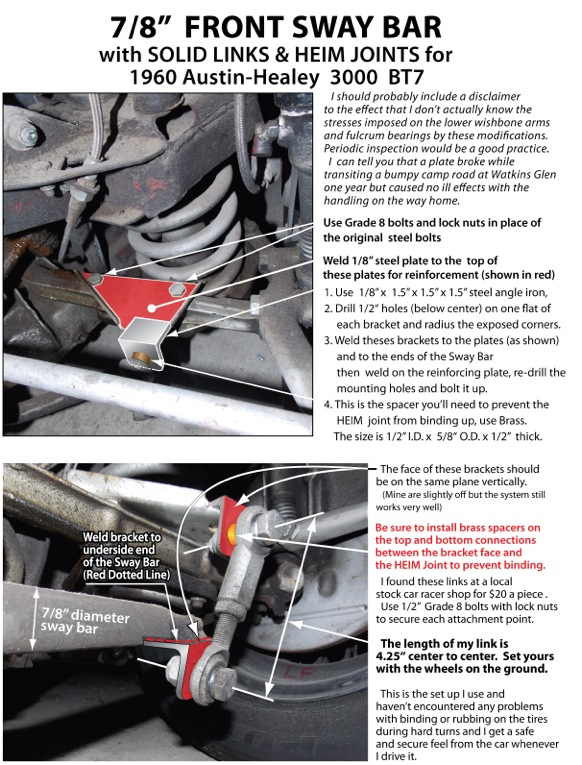 7/8” FRONT SWAY BAR
with SOLID LINKS & HEIM JOINTS for
1960 Austin-Healey 3000 BT7
I should probably include a disclaimer
to the effect that I don't actually know the
stresses imposed on the lower wishbone arms
and fulcrum bearings by these modifications.
Periodic inspection would be a good practice.
I can tell you that a plate broke while
transiting a bumpy camp road at Watkins Glen
one year but caused no ill effects with the
handling on the way home.
Use Grade 8 bolts and lock nuts in place of
the original steel bolts
Weld 1/8” steel plate to the top of
these plates for reinforcement (shown in red)
1. Use 1/8”x 1.5”x 1.5”x 1.5” steel angle iron,
2. Drill 1/2” holes (below center) on one flat of
each bracket and radius the exposed corners.
3. Weld theses brackets to the plates (as shown)
and to the ends of the Sway Bar
then weld on the reinforcing plate, re-drill the
mounting holes and bolt it up.
4. This is the spacer you'll need to prevent the
HEIM joint from binding up, use Brass.
The size is 1/2” I.D. x 5/8” O.D. x 1/2” thick.
The face of these brackets should
be on the same plane vertically.
(Mine are slightly off but the system still
works very well)
Be sure to install brass spacers on
the top and bottom connections
between the bracket face and
the HEIM Joint to prevent binding.
I found these links at a local
stock car racer shop for $20 a piece .
Use 1/2” Grade 8 bolts with lock nuts
to secure each attachment point.
The length of my link is
4.25” center to center. Set yours
with the wheels on the ground.
This is the set up I use and
haven't encountered any problems
with binding or rubbing on the tires
during hard turns and I get a safe
and secure feel from the car whenever
I drive it.
Weld bracket to
underside end
of the Sway Bar
(Red Dotted Line)
7/8” diameter
sway bar
LF